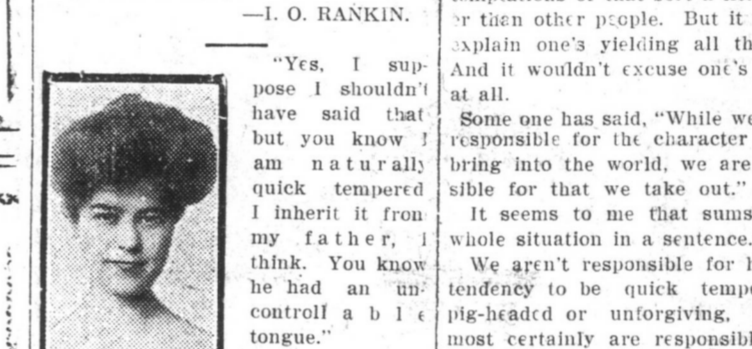 —I. O. RANKIN.
"Yes, I sup-
pose I shouldn't
have said that
but you know I
am naturally
quick tempered
I inherit it from
my father, I
think. You know
he had an un-
controllable
tongue."
r than other people. But it
explain one's yielding all th
And it wouldn't excuse one's
at all.
Some one has said, "While we
responsible for the character
bring into the world, we are
sible for that we take out."
It seems to me that sums
whole situation in a sentence.
We aren't responsible for h
tendency to be quick tempe
pig-headed or unforgiving,
most certainly are responsibl